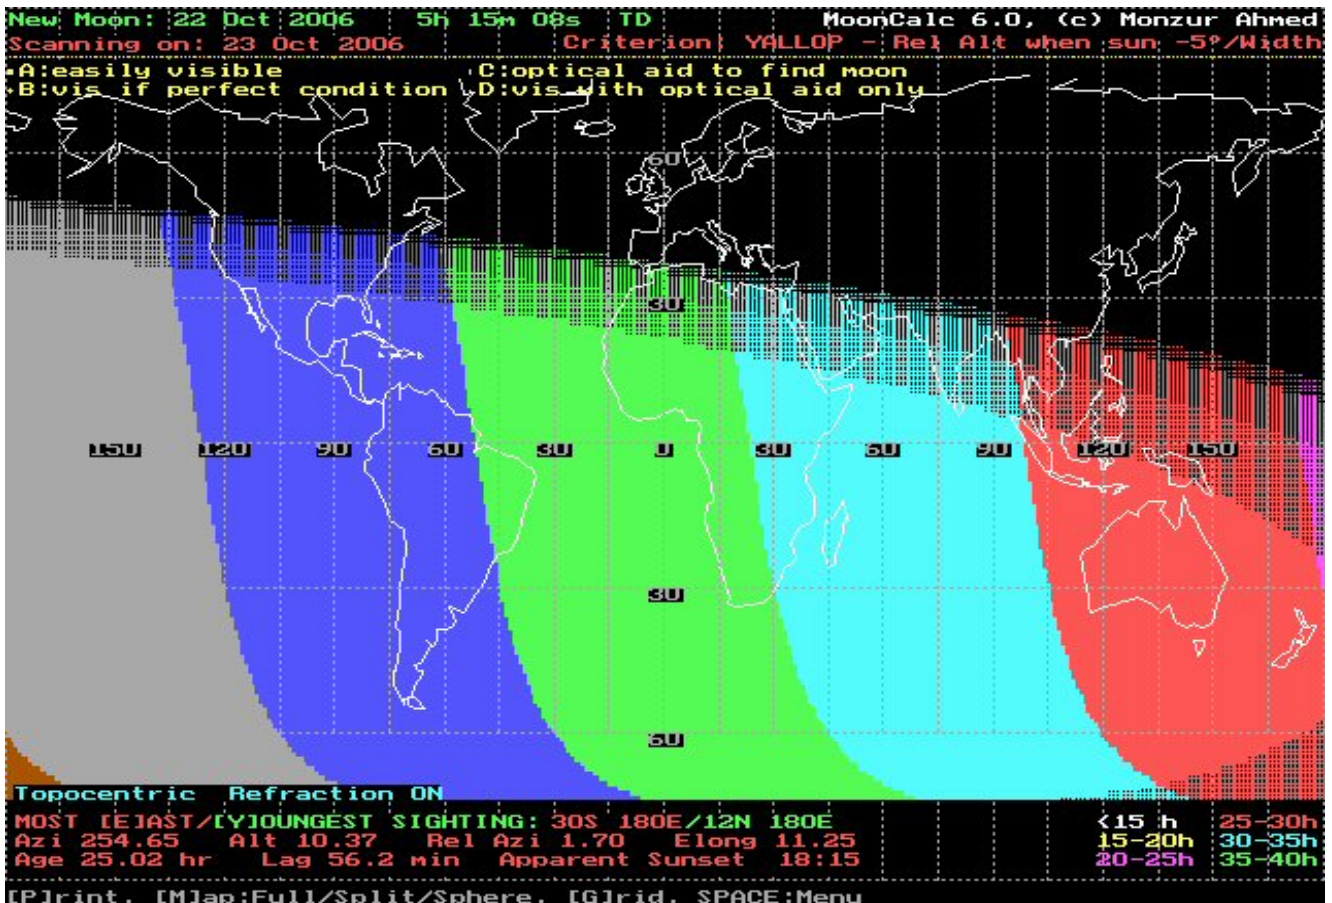 New Moon: 22 Oct 2006 5h 15m 08s TD MoonCalc 6.0, (c) Monzur Ahmed
Scanning on: 23 Oct 2006 Criterion: YALLOP - Rel Alt when sun -5º/Width
A:easily visible C:optical aid to find moon
B:vis if perfect condition D:vis with optical aid only
60
30
150 120 90 60 30 0 30 60 90 120 150
30
60
Topocentric Refraction ON
MOST [E]AST/[Y]OUNGEST SIGHTING: 30S 180E/12N 180E <15 h 25-30h
Azi 254.65 Alt 10.37 Rel Azi 1.70 Elong 11.25 15-20h 30-35h
Age 25.02 hr Lag 56.2 min Apparent Sunset 18:15 20-25h 35-40h
[P]rint, [M]ap:Full/Split/Sphere, [G]rid, SPACE:Menu